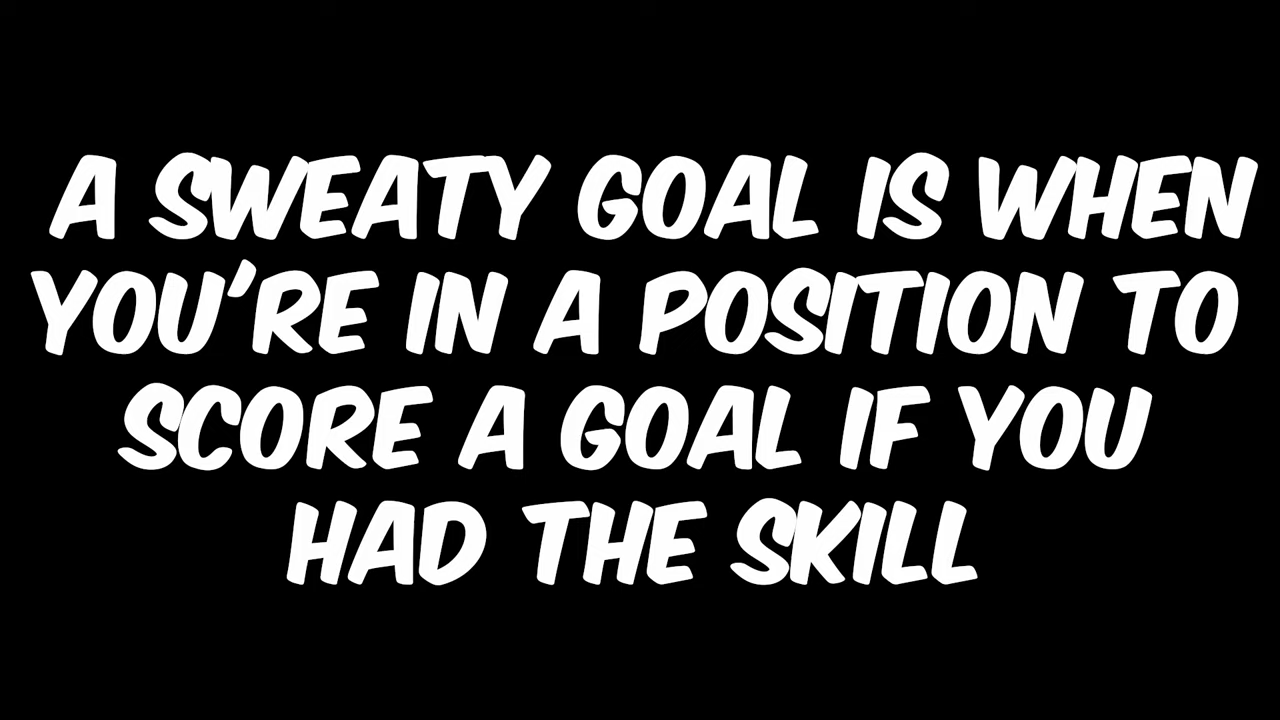 A SWEATY GOAL IS WHEN
YOU'RE IN A POSITION TO
SCORE A GOAL IF YOU
HAD THE SKILL